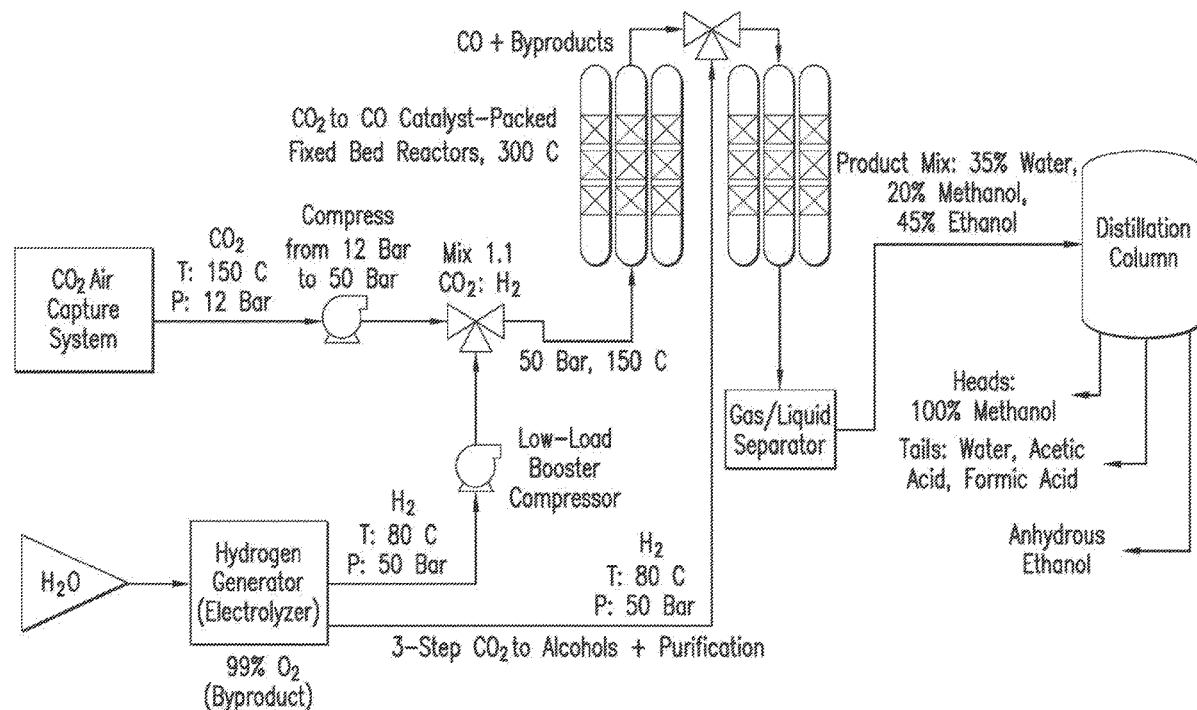 CO + Byproducts
CO₂ to CO Catalyst-Packed
Fixed Bed Reactors, 300 C
Product Mix: 35% Water,
20% Methanol,
45% Ethanol
Distillation
Column
Compress
from 12 Bar
to 50 Bar
CO₂
T: 150 C
P: 12 Bar
Mix 1.1
CO₂: H₂
CO₂ Air
Capture
System
50 Bar, 150 C
Heads:
100% Methanol
Gas/Liquid
Separator
Tails: Water, Acetic
Acid, Formic Acid
Low-Load
Booster
Compressor
H₂
T: 80 C
P: 50 Bar
H₂
T: 80 C
P: 50 Bar
Anhydrous
Ethanol
H₂O
Hydrogen
Generator
(Electrolyzer)
3-Step CO₂ to Alcohols + Purification
99% O₂
(Byproduct)